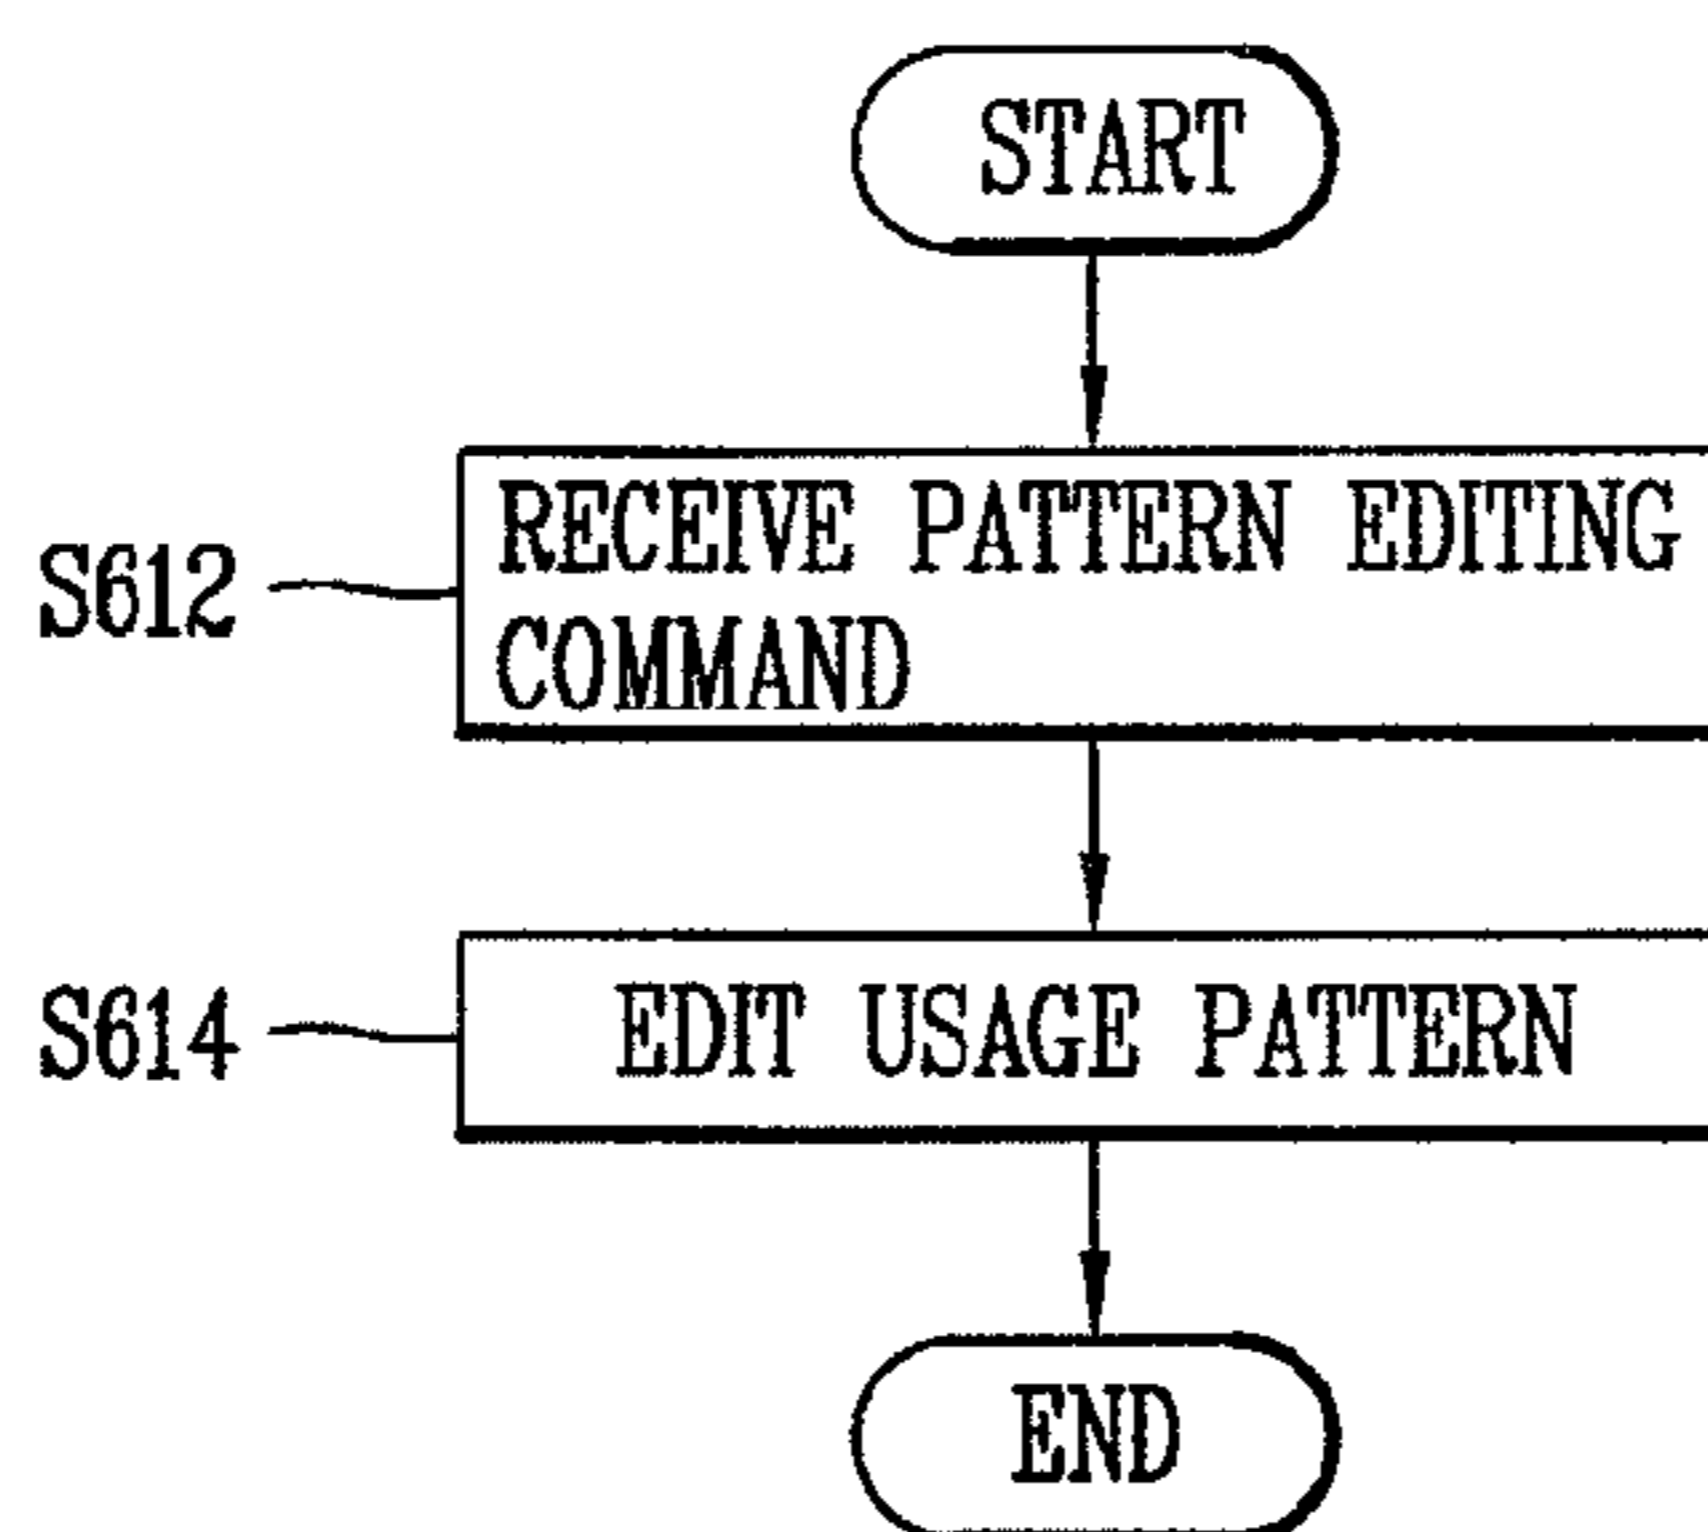 START
S612
RECEIVE PATTERN EDITING
COMMAND
S614
EDIT USAGE PATTERN
END